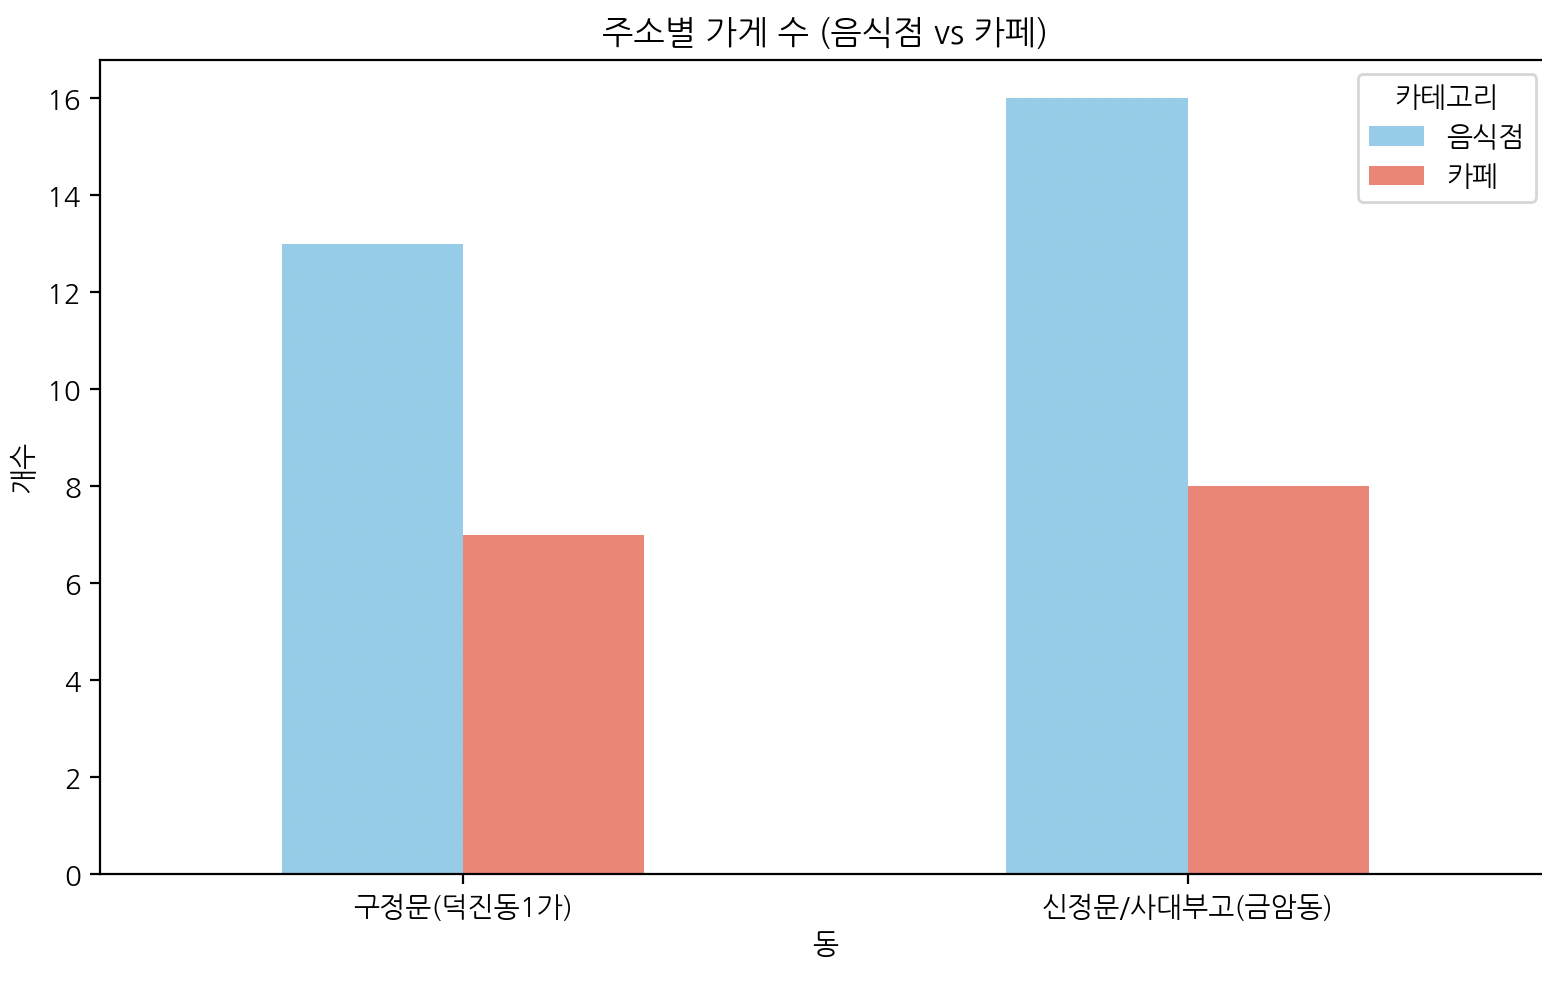 주소별 가게 수 (음식점 vs 카페)
카테고리
음식점
카페
16
14
12
10
8
6
4
2
0
개수
구정문(덕진동1가)
신정문/사대부고(금암동)
동